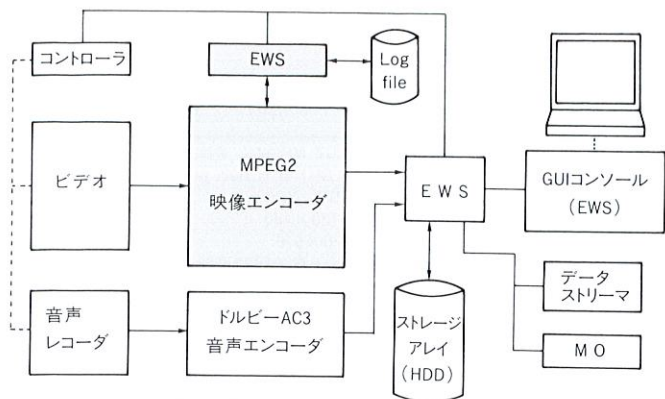 コントローラ
EWS
Log
file
ビデオ
MPEG2
映像エンコーダ
EWS
GUIコンソール
(EWS)
音声
レコーダ
ドルビーAC3
音声エンコーダ
ストレージ
アレイ
(HDD)
データ
ストリーマ
MO